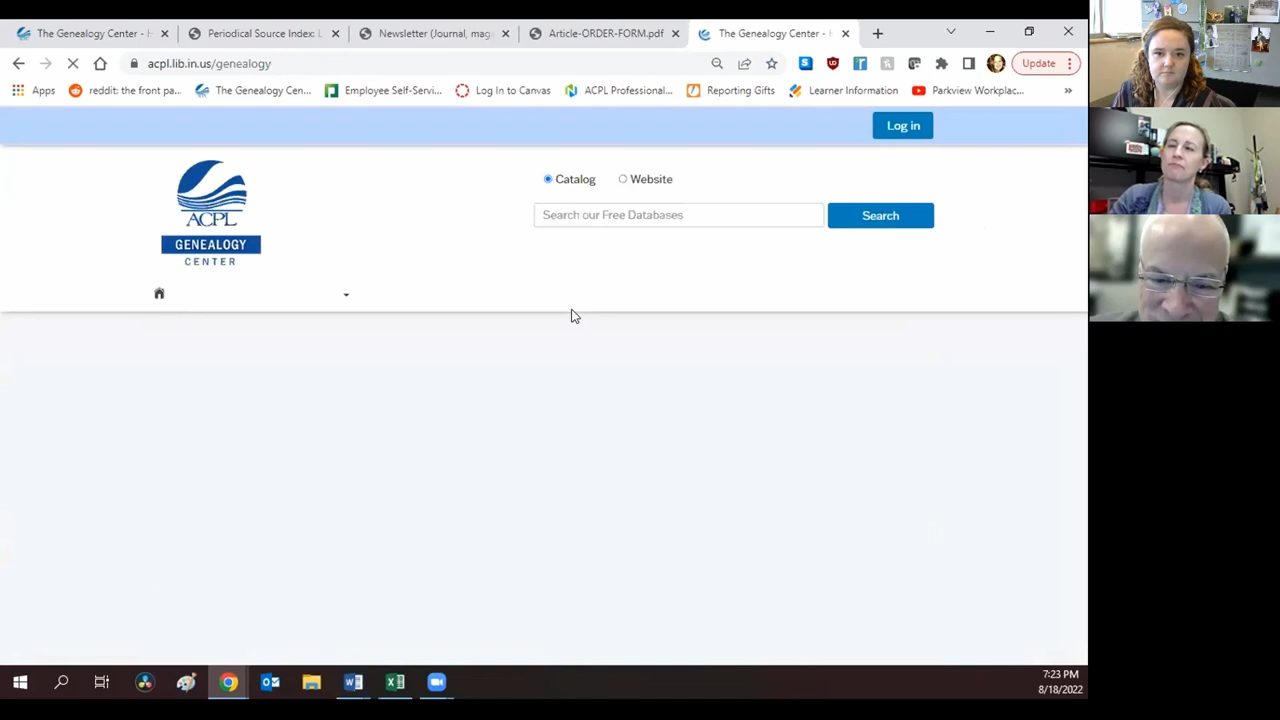 The Genealogy Center - H
Periodical Source Index: L
Newsletter (Journal, mag
Article-ORDER-FORM.pdf
The Genealogy Center - H
acpl.lib.in.us/genealogy
Update
Apps
reddit: the front pa...
The Genealogy Cen...
Employee Self-Servi...
Log In to Canvas
ACPL Professional...
Reporting Gifts
Learner Information
Parkview Workplac...
Log in
ACPL
GENEALOGY
CENTER
Catalog
Website
Search our Free Databases
Search
7:23 PM
8/18/2022